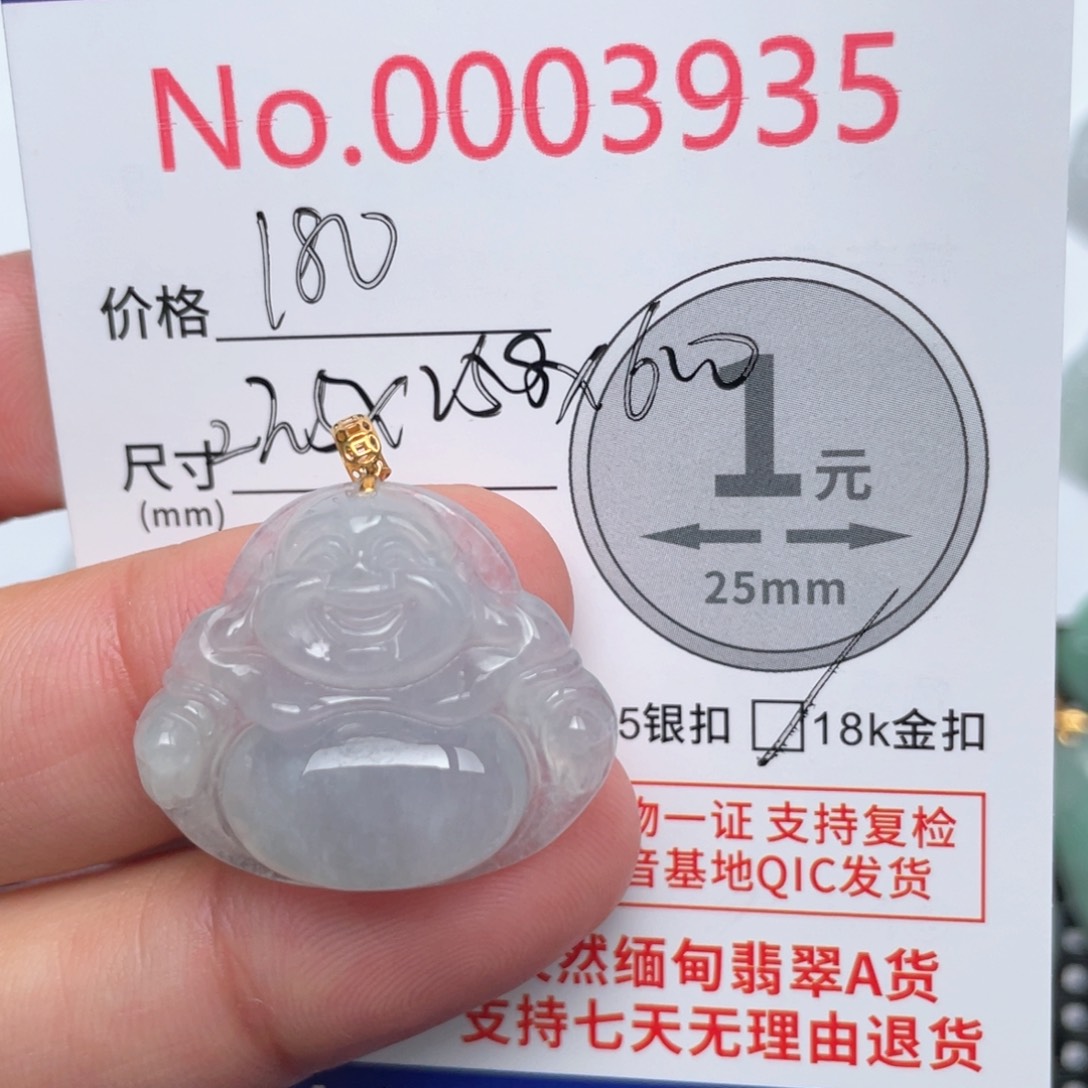 No.0003935
价格 180
尺寸
(mm)
1元
25mm
5银扣 18k金扣
物一证 支持复检
音基地QIC发货
然缅甸翡翠A货
支持七天无理由退货